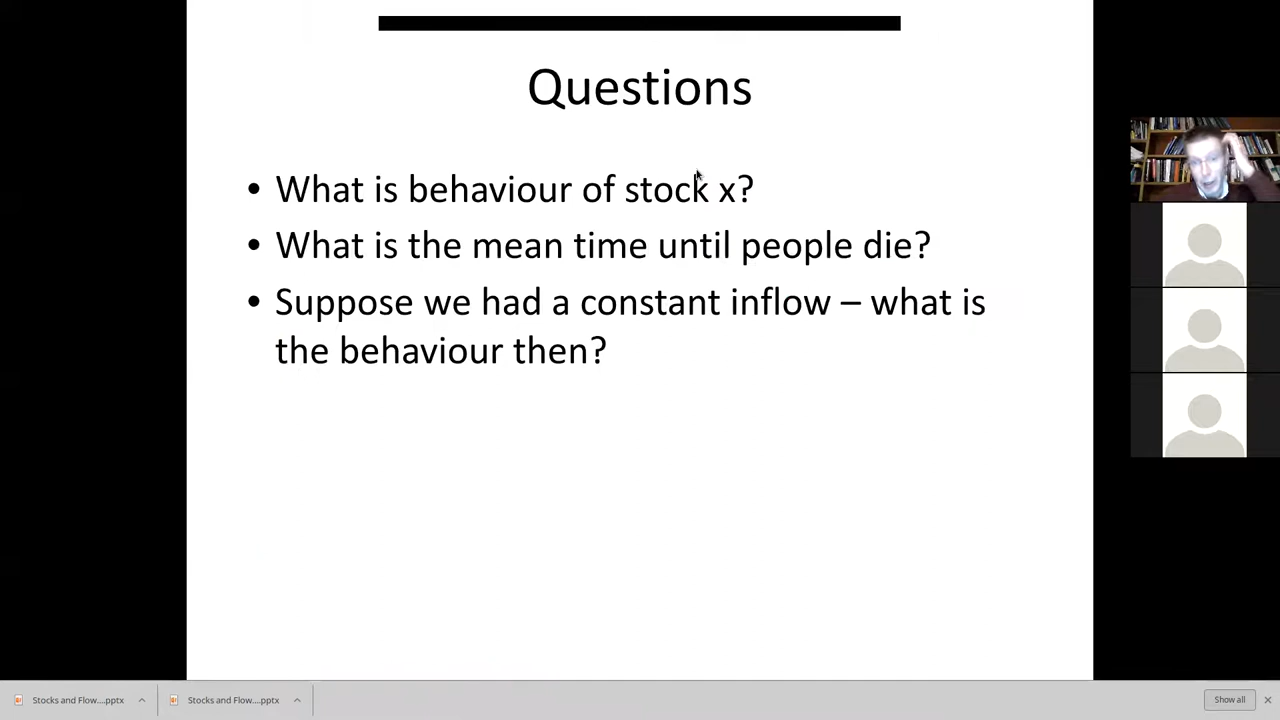 Questions
• What is behaviour of stock x?
• What is the mean time until people die?
• Suppose we had a constant inflow – what is
the behaviour then?
Stocks and Flow....pptx
Stocks and Flow....pptx
Show all